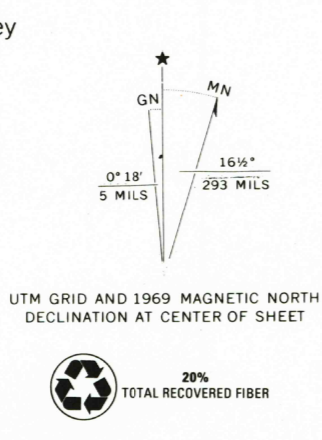 ey
★
GN
MN
0° 18'
5 MILS
16½°
293 MILS
UTM GRID AND 1969 MAGNETIC NORTH
DECLINATION AT CENTER OF SHEET
20%
TOTAL RECOVERED FIBER